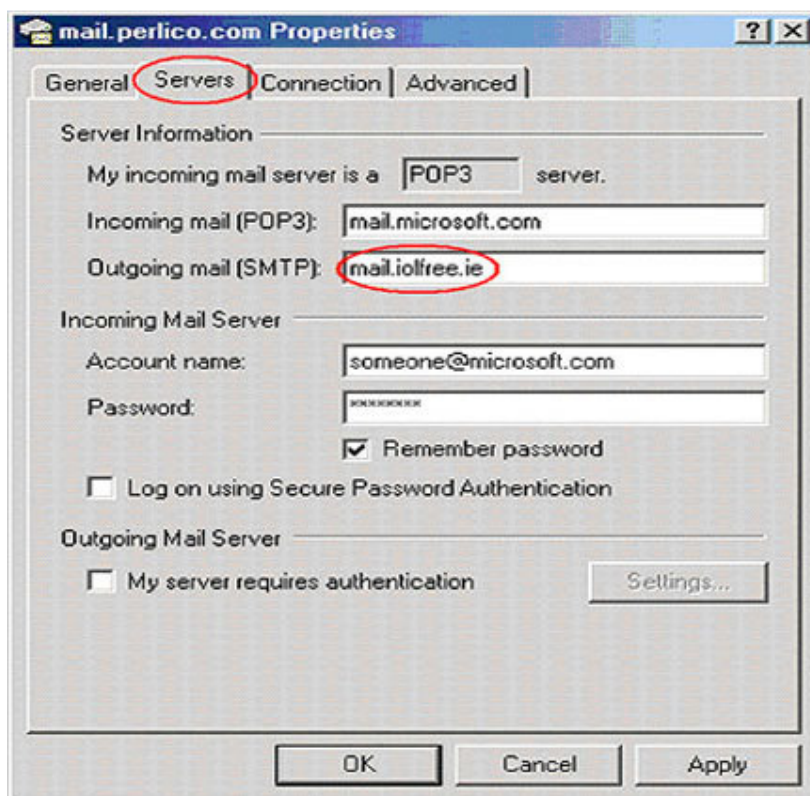 mail.perlico.com Properties
General Servers Connection Advanced
Server Information
My incoming mail server is a POP3 server.
Incoming mail (POP3): mail.microsoft.com
Outgoing mail (SMTP): mail.iolfree.ie
Incoming Mail Server
Account name: someone@microsoft.com
Password: ********
Remember password
Log on using Secure Password Authentication
Outgoing Mail Server
My server requires authentication Settings...
OK Cancel Apply